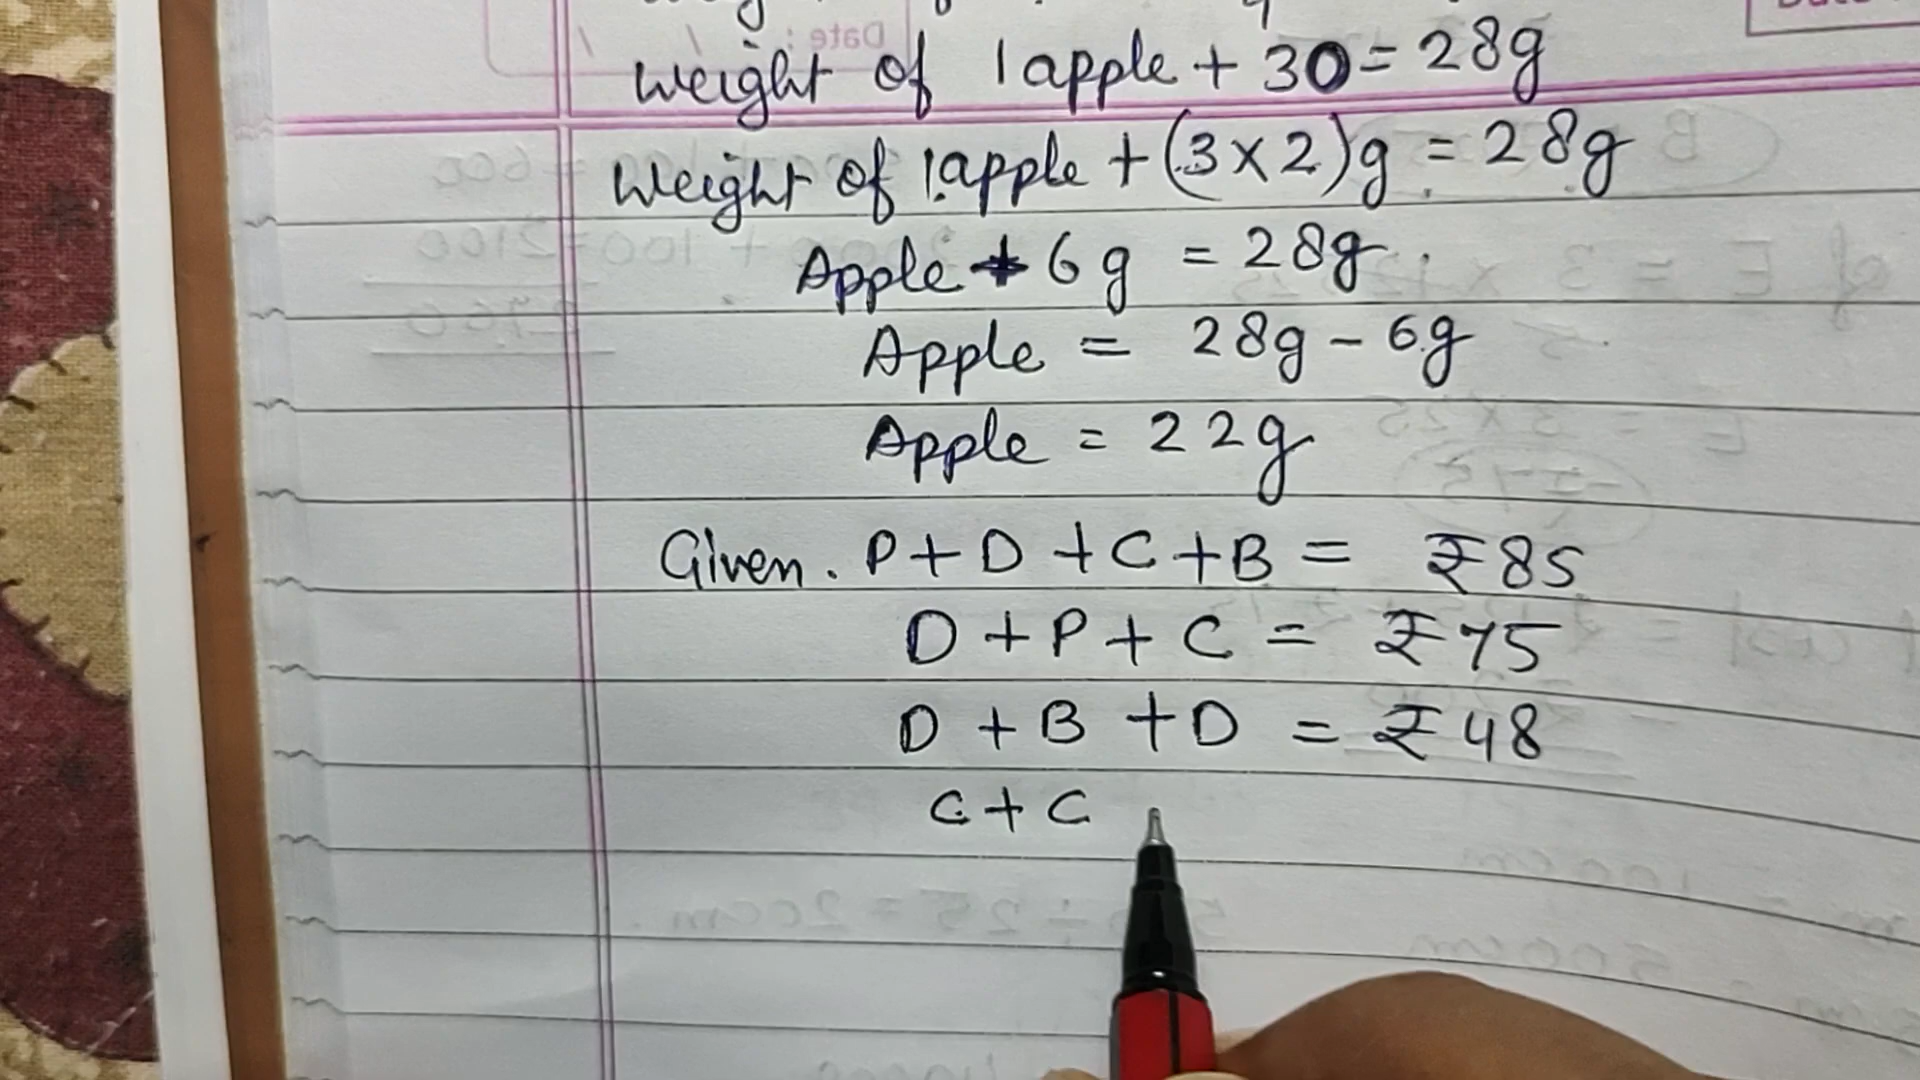 weight of 1 apple + 30 = 28g
Weight of 1 apple + (3 x 2)g = 28g
Apple + 6g = 28g
Apple = 28g - 6g
Apple = 22g
Given. P + D + C + B = ₹85
D + P + C = ₹75
D + B + D = ₹48
C + C